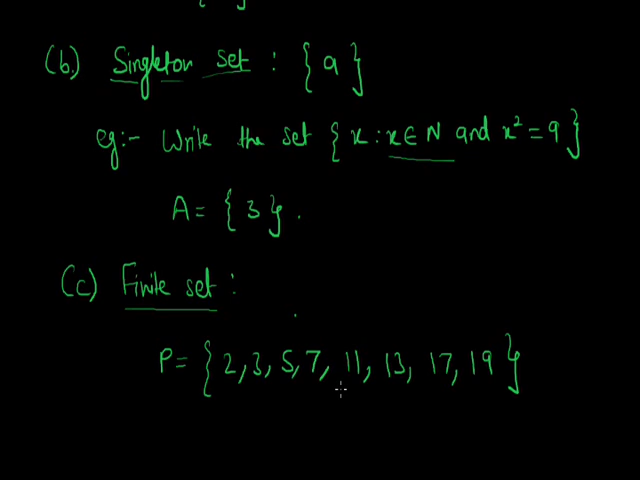 (b.) Singleton set : { a }
eg:- Write the set { x : x ∈ N and x² = 9 }
A = { 3 } .
(c) Finite set :
P = { 2, 3, 5, 7, 11, 13, 17, 19 }